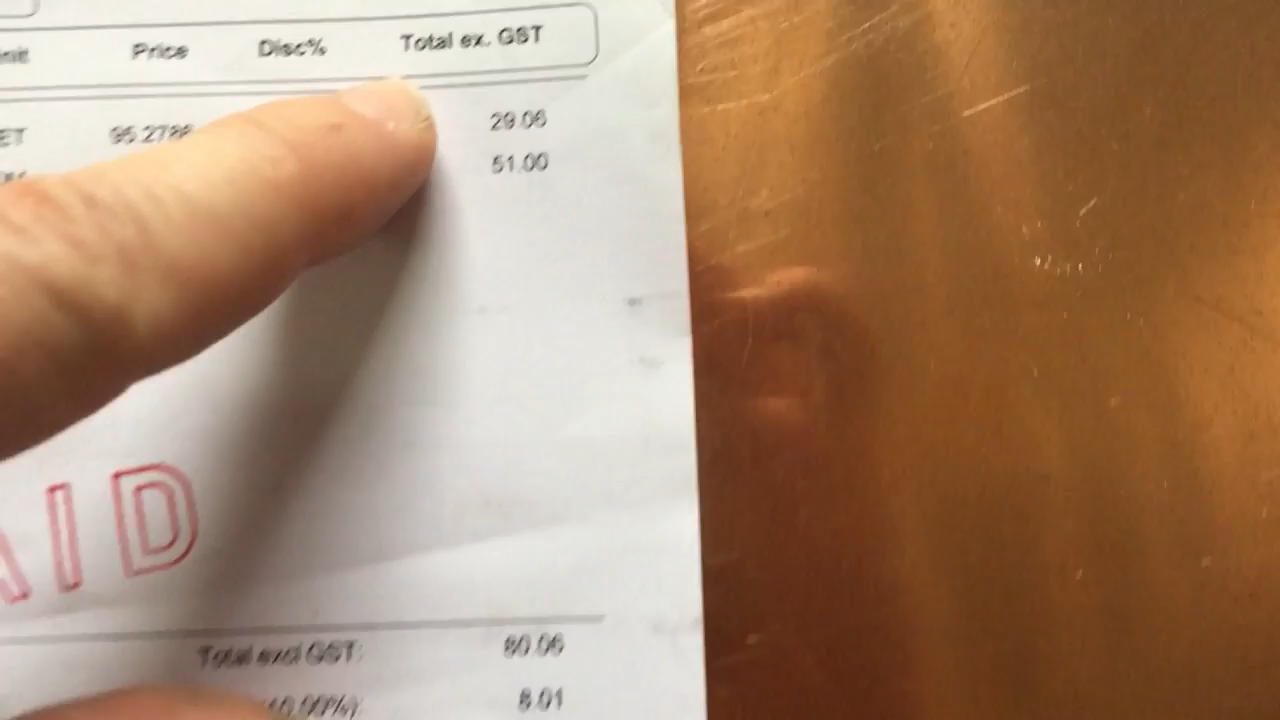 Price Disc% Total ex. GST
ET 95.2786 29.06
51.00
AID
Total excl GST: 80.06
8.01